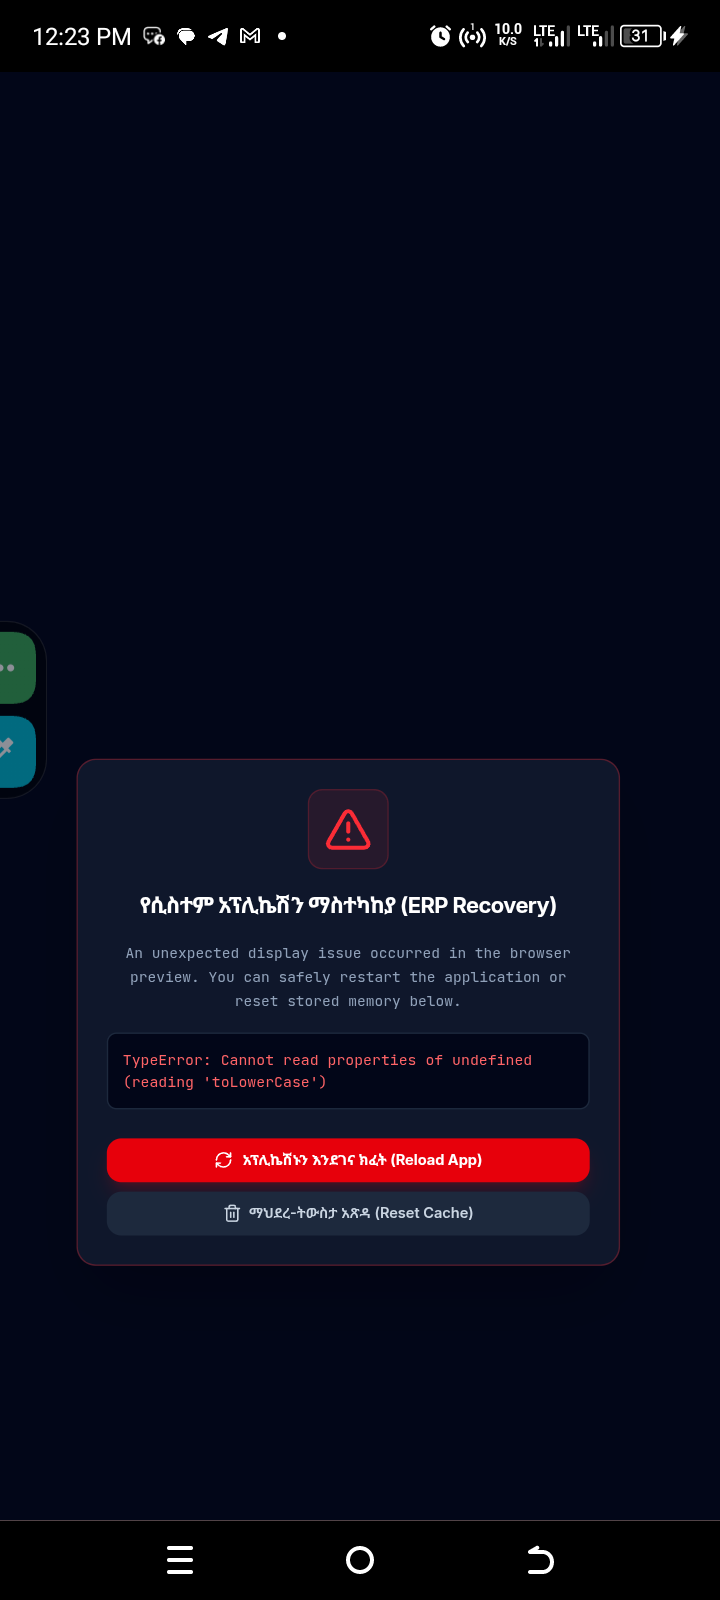 12:23 PM
1
10.0
K/S
LTE
LTE
31
የሲስተም አፕሊኬሽን ማስተካከያ (ERP Recovery)
An unexpected display issue occurred in the browser
preview. You can safely restart the application or
reset stored memory below.
TypeError: Cannot read properties of undefined
(reading 'toLowerCase')
አፕሊኬሽኑን እንደገና ክፈት (Reload App)
ማህደረ-ትውስታ አጽዳ (Reset Cache)